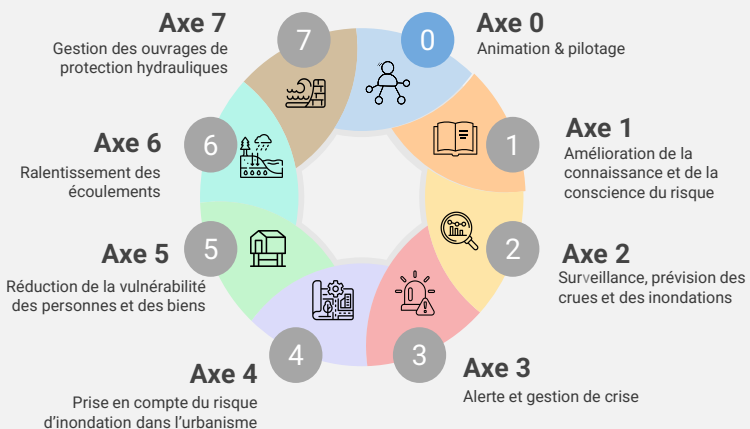 Axe 0
Animation & pilotage
0
Axe 1
Amélioration de la
connaissance et de la
conscience du risque
1
Axe 2
Surveillance, prévision des
crues et des inondations
2
Axe 3
Alerte et gestion de crise
3
Axe 4
Prise en compte du risque
d'inondation dans l'urbanisme
4
Axe 5
Réduction de la vulnérabilité
des personnes et des biens
5
Axe 6
Ralentissement des
écoulements
6
Axe 7
Gestion des ouvrages de
protection hydrauliques
7